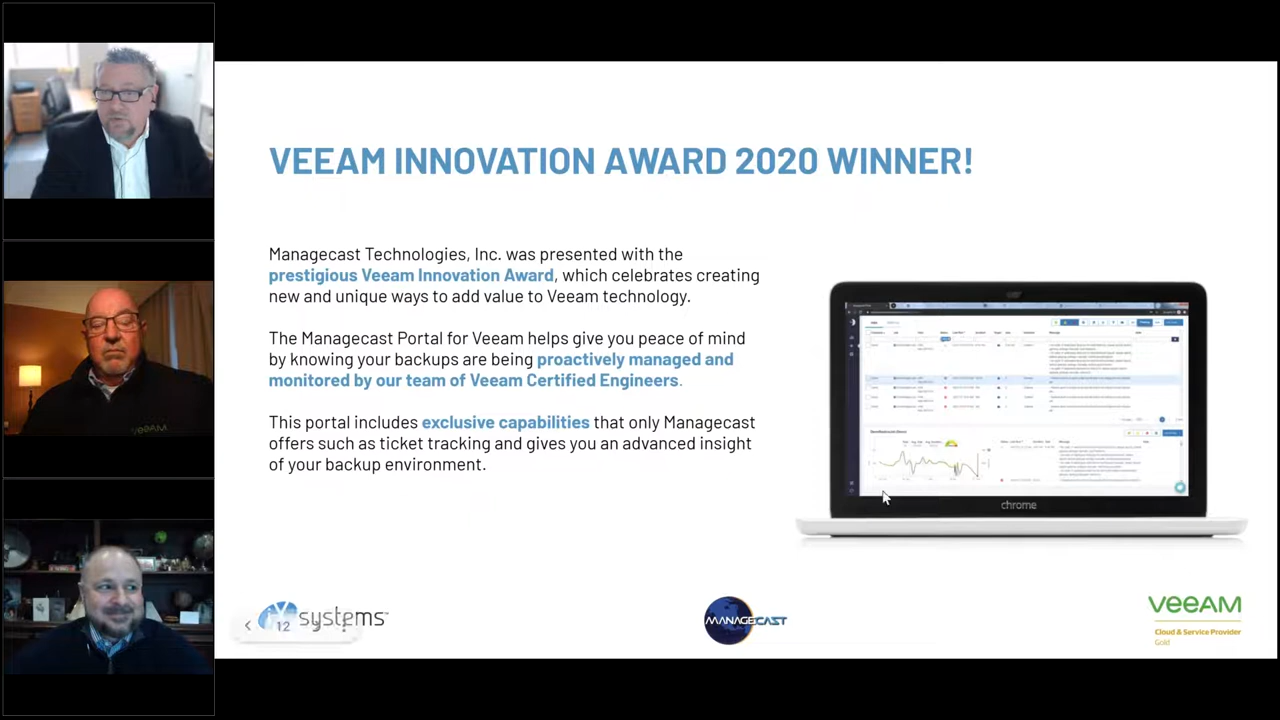 VEEAM INNOVATION AWARD 2020 WINNER!
Managecast Technologies, Inc. was presented with the
prestigious Veeam Innovation Award, which celebrates creating
new and unique ways to add value to Veeam technology.
The Managecast Portal for Veeam helps give you peace of mind
by knowing your backups are being proactively managed and
monitored by our team of Veeam Certified Engineers.
This portal includes exclusive capabilities that only Managecast
offers such as ticket tracking and gives you an advanced insight
of your backup environment.
chrome
systems
12
MANAGECAST
VEEAM
Cloud & Service Provider
Gold
VEEAM